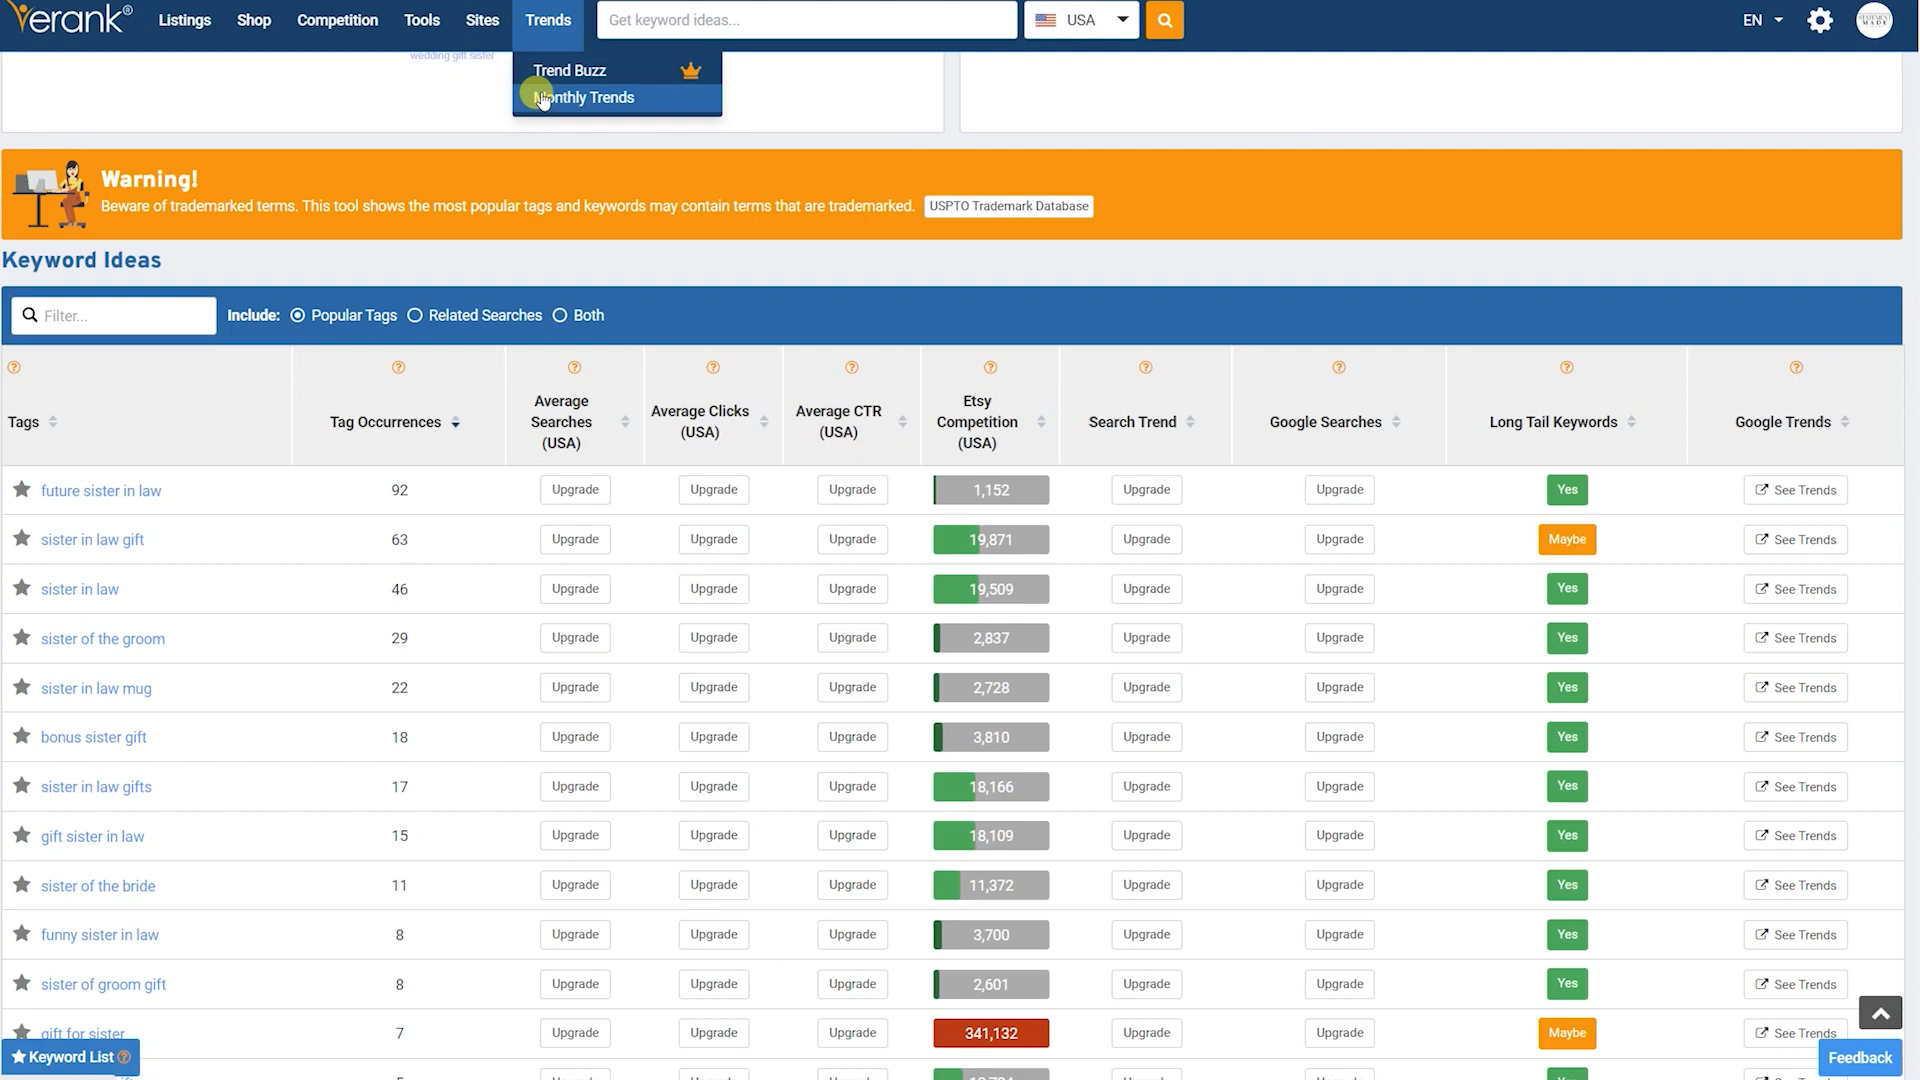 erank®
Listings
Shop
Competition
Tools
Sites
Trends
Get keyword ideas...
USA
EN
STATEMENT MADE
wedding gift sister
Trend Buzz
Monthly Trends
Warning!
Beware of trademarked terms. This tool shows the most popular tags and keywords may contain terms that are trademarked. USPTO Trademark Database
Keyword Ideas
Filter... Include: Popular Tags Related Searches Both
Tags Tag Occurrences Average Searches (USA) Average Clicks (USA) Average CTR (USA) Etsy Competition (USA) Search Trend Google Searches Long Tail Keywords Google Trends
future sister in law 92 Upgrade Upgrade Upgrade 1,152 Upgrade Upgrade Yes See Trends
sister in law gift 63 Upgrade Upgrade Upgrade 19,871 Upgrade Upgrade Maybe See Trends
sister in law 46 Upgrade Upgrade Upgrade 19,509 Upgrade Upgrade Yes See Trends
sister of the groom 29 Upgrade Upgrade Upgrade 2,837 Upgrade Upgrade Yes See Trends
sister in law mug 22 Upgrade Upgrade Upgrade 2,728 Upgrade Upgrade Yes See Trends
bonus sister gift 18 Upgrade Upgrade Upgrade 3,810 Upgrade Upgrade Yes See Trends
sister in law gifts 17 Upgrade Upgrade Upgrade 18,166 Upgrade Upgrade Yes See Trends
gift sister in law 15 Upgrade Upgrade Upgrade 18,109 Upgrade Upgrade Yes See Trends
sister of the bride 11 Upgrade Upgrade Upgrade 11,372 Upgrade Upgrade Yes See Trends
funny sister in law 8 Upgrade Upgrade Upgrade 3,700 Upgrade Upgrade Yes See Trends
sister of groom gift 8 Upgrade Upgrade Upgrade 2,601 Upgrade Upgrade Yes See Trends
gift for sister 7 Upgrade Upgrade Upgrade 341,132 Upgrade Upgrade Maybe See Trends
Keyword List
Feedback